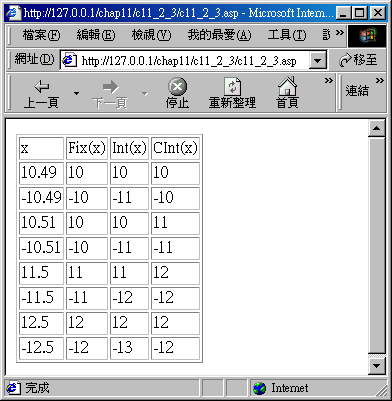 http://127.0.0.1/chap11/c11_2_3/c11_2_3.asp - Microsoft Intern...
檔案(F) 編輯(E) 檢視(V) 我的最愛(A) 工具(T) »
網址(D) http://127.0.0.1/chap11/c11_2_3/c11_2_3.asp 移至
上一頁 下一頁 停止 重新整理 首頁 » 連結 »
x Fix(x) Int(x) CInt(x)
10.49 10 10 10
-10.49 -10 -11 -10
10.51 10 10 11
-10.51 -10 -11 -11
11.5 11 11 12
-11.5 -11 -12 -12
12.5 12 12 12
-12.5 -12 -13 -12
完成 Internet